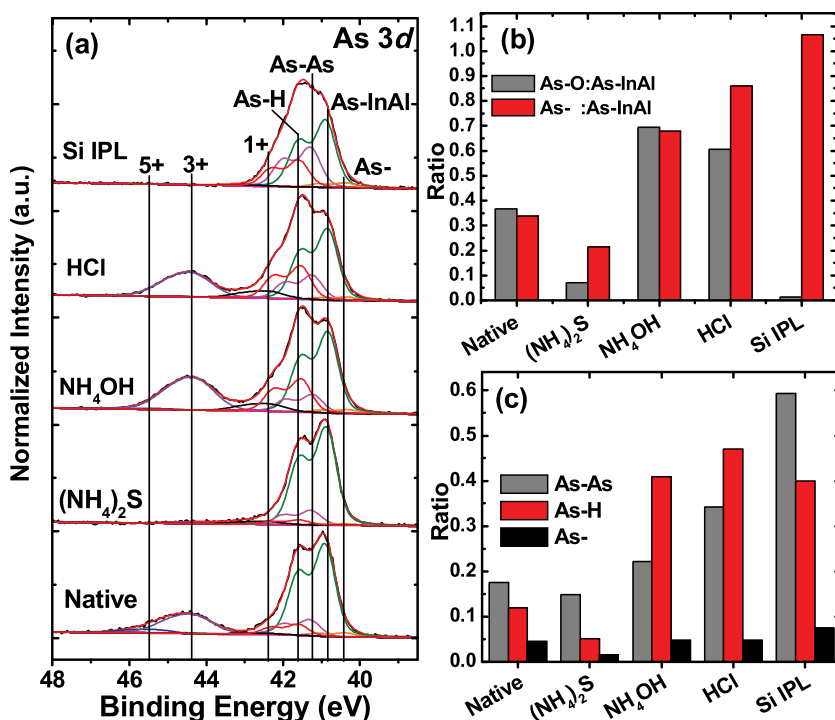 (a)
As 3d
As-As
As-H
As-InAl
1+
As-
Si IPL
5+
3+
HCl
NH4OH
(NH4)2S
Native
Normalized Intensity (a.u.)
48 46 44 42 40
Binding Energy (eV)
(b)
1.1
1.0
0.9
0.8
0.7
0.6
0.5
0.4
0.3
0.2
0.1
0.0
Ratio
As-O:As-InAl
As- :As-InAl
Native
(NH4)2S
NH4OH
HCl
Si IPL
(c)
0.6
0.5
0.4
0.3
0.2
0.1
0.0
Ratio
As-As
As-H
As-
Native
(NH4)2S
NH4OH
HCl
Si IPL